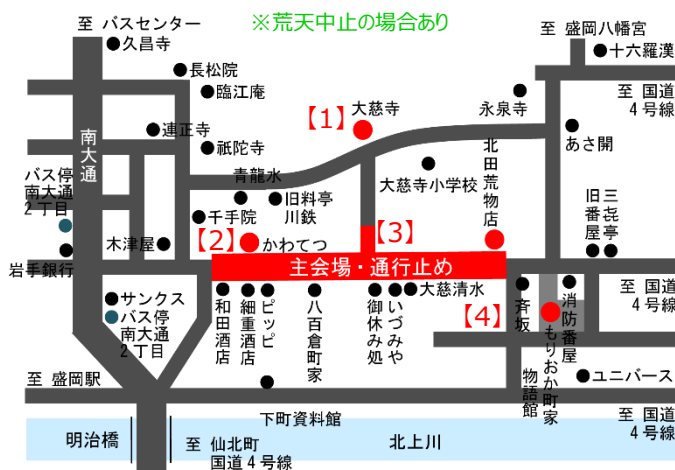 至 バスセンター
※荒天中止の場合あり
至 盛岡八幡宮
久昌寺
十六羅漢
長松院
臨江庵
大慈寺
永泉寺
至 国道
4号線
【1】
南大通
連正寺
祇陀寺
北田荒物店
あさ開
青龍水
大慈寺小学校
バス停
南大通
2丁目
旧料亭
川鉄
千手院
旧番屋
三㐂亭
木津屋
【2】
かわてつ
【3】
岩手銀行
主会場・通行止め
サンクス
バス停
南大通
2丁目
和田酒店
細重酒店
ピッピ
八百倉町家
御休み処
いづみや
大慈清水
【4】
斉坂
消防番屋
もりおか町家
物語館
至 国道
4号線
至 盛岡駅
ユニバース
下町資料館
至 国道
4号線
明治橋
至 仙北町
国道4号線
北上川